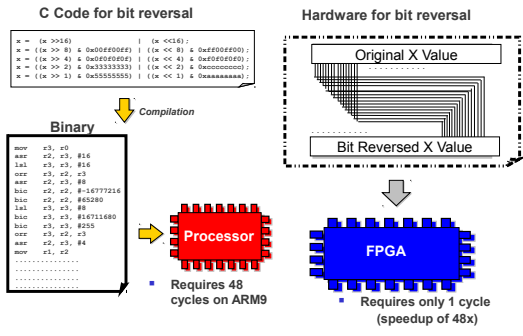 C Code for bit reversal
x = (x >>16) | (x <<16);
x = ((x >> 8) & 0x00ff00ff) | ((x << 8) & 0xff00ff00);
x = ((x >> 4) & 0x0f0f0f0f) | ((x << 4) & 0xf0f0f0f0);
x = ((x >> 2) & 0x33333333) | ((x << 2) & 0xcccccccc);
x = ((x >> 1) & 0x55555555) | ((x << 1) & 0xaaaaaaaa);
Compilation
Binary
mov r3, r0
asr r2, r3, #16
lsl r3, r3, #16
orr r3, r2, r3
asr r2, r3, #8
bic r2, r2, #-16777216
bic r2, r2, #65280
lsl r3, r3, #8
bic r3, r3, #16711680
bic r3, r3, #255
orr r3, r2, r3
asr r2, r3, #4
mov r1, r2
..................
..................
..................
Processor
▪ Requires 48
cycles on ARM9
Hardware for bit reversal
Original X Value
. . . . . . . . . . . . .
. . . . . . . . . . . . .
Bit Reversed X Value
FPGA
▪ Requires only 1 cycle
(speedup of 48x)